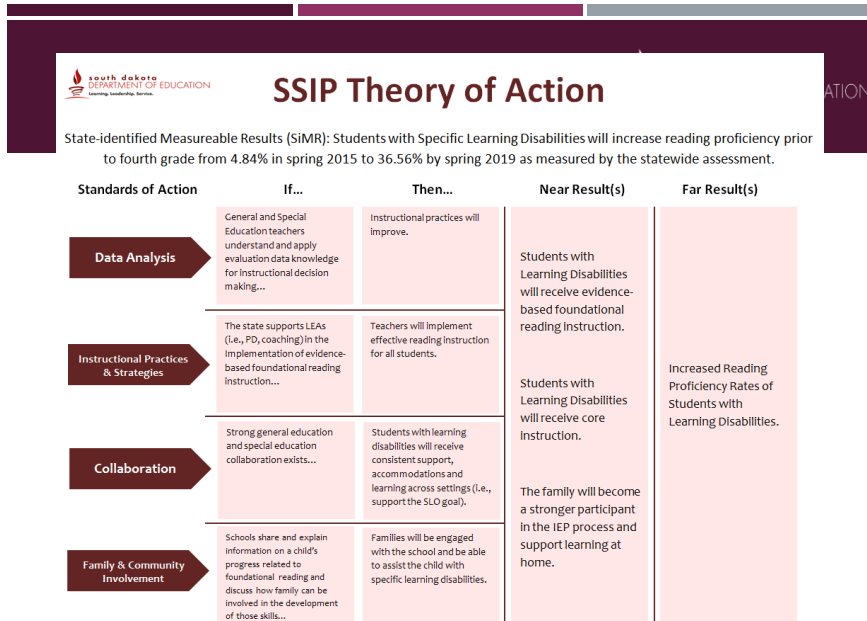 south dakota
DEPARTMENT OF EDUCATION
Learning. Leadership. Service.
SSIP Theory of Action
ATION
State-identified Measureable Results (SiMR): Students with Specific Learning Disabilities will increase reading proficiency prior
to fourth grade from 4.84% in spring 2015 to 36.56% by spring 2019 as measured by the statewide assessment.
Standards of Action
If...
Then...
Near Result(s)
Far Result(s)
Data Analysis
General and Special
Education teachers
understand and apply
evaluation data knowledge
for instructional decision
making...
Instructional practices will
improve.
Instructional Practices
& Strategies
The state supports LEAs
(i.e., PD, coaching) in the
implementation of evidence-
based foundational reading
instruction...
Teachers will implement
effective reading instruction
for all students.
Collaboration
Strong general education
and special education
collaboration exists...
Students with learning
disabilities will receive
consistent support,
accommodations and
learning across settings (i.e.,
support the SLO goal).
Family & Community
Involvement
Schools share and explain
information on a child's
progress related to
foundational reading and
discuss how family can be
involved in the development
of those skills...
Families will be engaged
with the school and be able
to assist the child with
specific learning disabilities.
Students with
Learning Disabilities
will receive evidence-
based foundational
reading instruction.
Students with
Learning Disabilities
will receive core
instruction.
The family will become
a stronger participant
in the IEP process and
support learning at
home.
Increased Reading
Proficiency Rates of
Students with
Learning Disabilities.